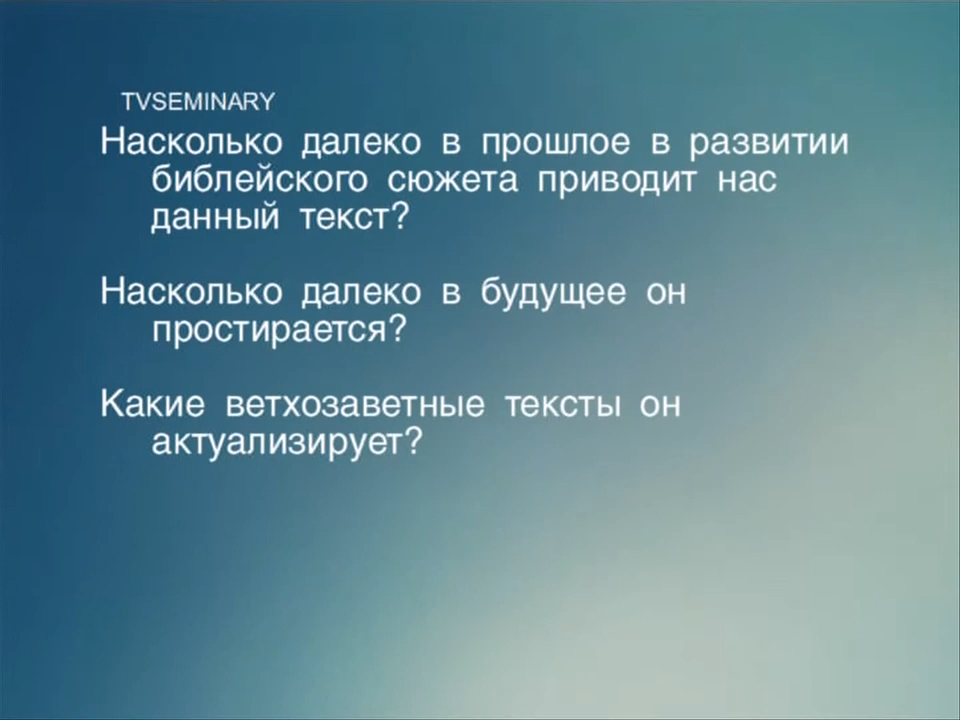 TVSEMINARY
Насколько далеко в прошлое в развитии
библейского сюжета приводит нас
данный текст?
Насколько далеко в будущее он
простирается?
Какие ветхозаветные тексты он
актуализирует?